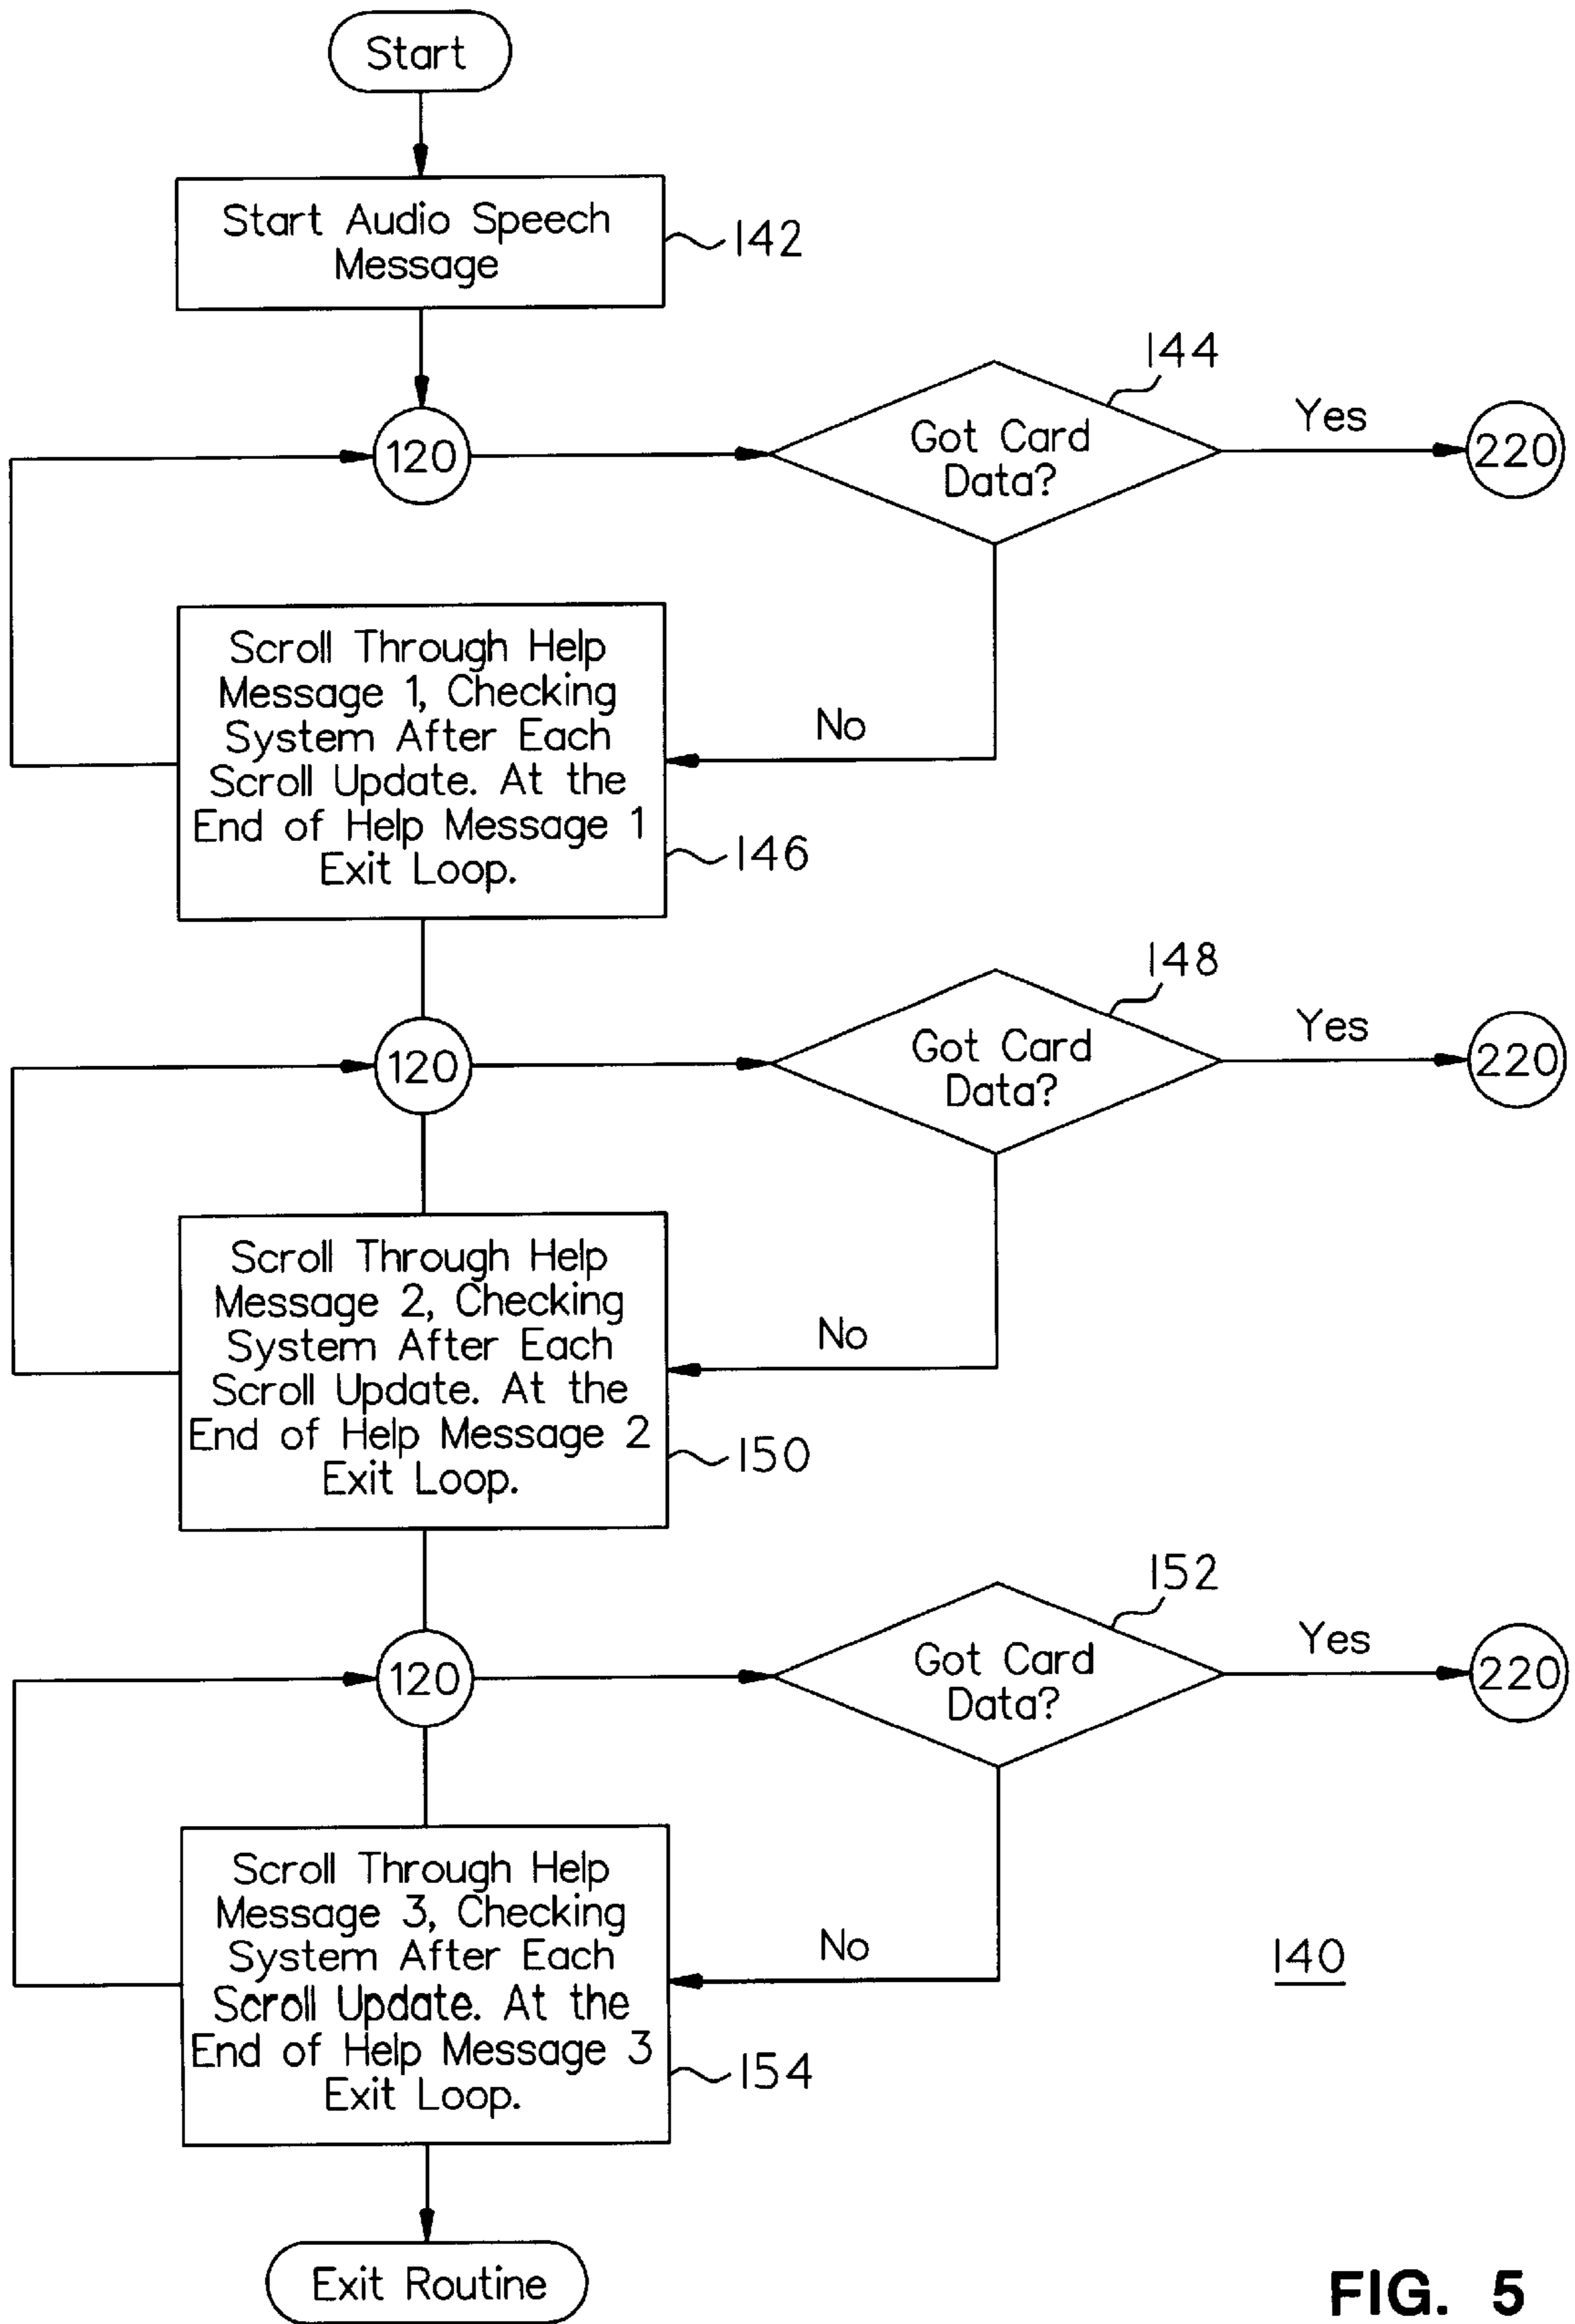 Start
Start Audio Speech
Message
142
144
120
Got Card
Data?
Yes
220
Scroll Through Help
Message 1, Checking
System After Each
Scroll Update. At the
End of Help Message 1
Exit Loop.
No
146
148
120
Got Card
Data?
Yes
220
Scroll Through Help
Message 2, Checking
System After Each
Scroll Update. At the
End of Help Message 2
Exit Loop.
No
150
152
120
Got Card
Data?
Yes
220
Scroll Through Help
Message 3, Checking
System After Each
Scroll Update. At the
End of Help Message 3
Exit Loop.
No
140
154
Exit Routine
FIG. 5